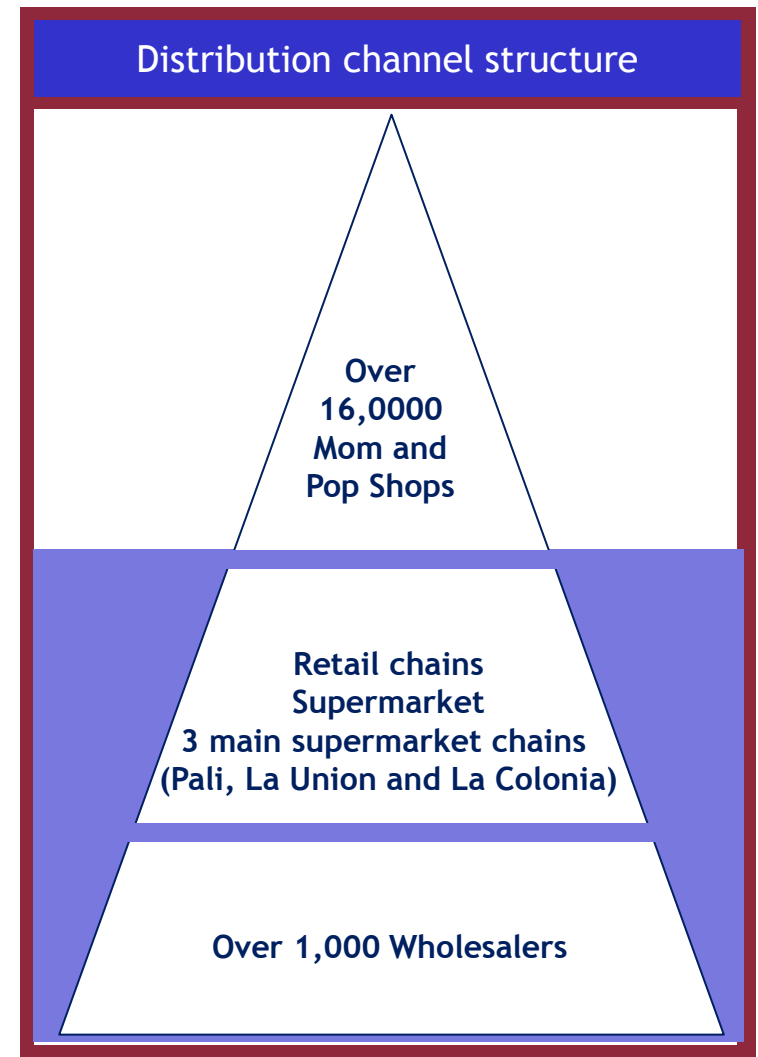 Distribution channel structure
Over
16,0000
Mom and
Pop Shops
Retail chains
Supermarket
3 main supermarket chains
(Pali, La Union and La Colonia)
Over 1,000 Wholesalers